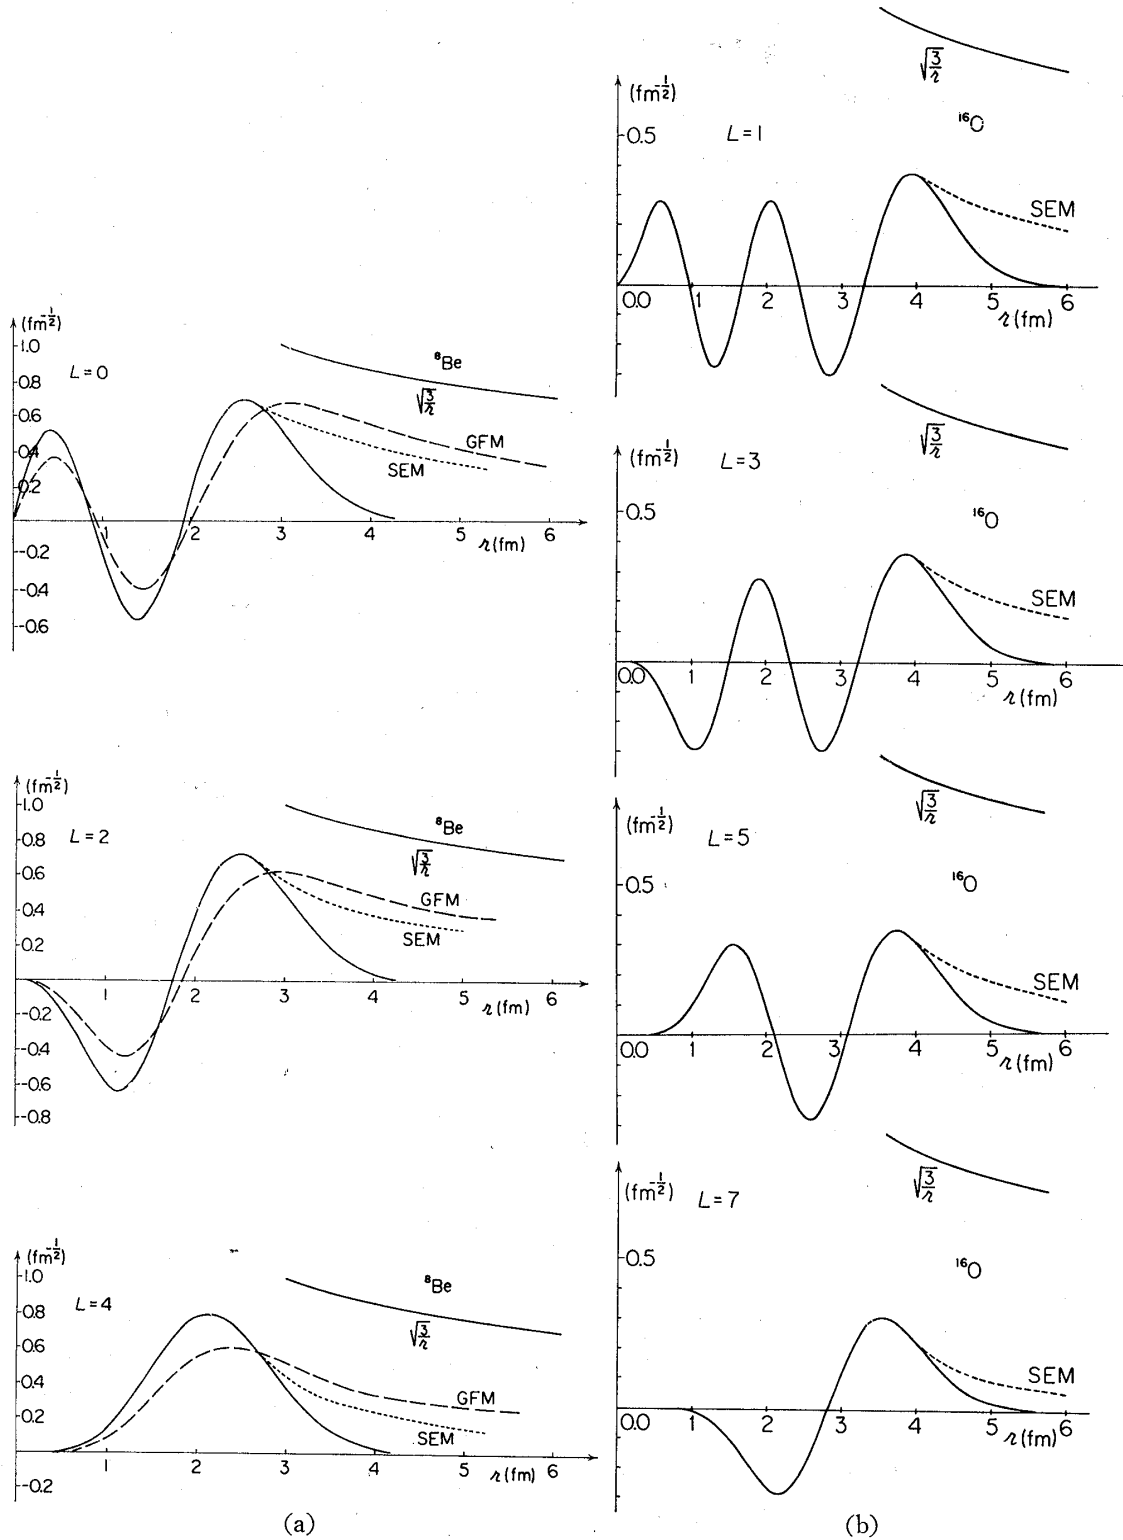 (fm^-1/2)
1.0
0.8
0.6
0.4
0.2
-0.2
-0.4
-0.6
L=0
⁸Be
√3/r
GFM
SEM
1 2 3 4 5 6
r(fm)
(fm^-1/2)
1.0
0.8
0.6
0.4
0.2
-0.2
-0.4
-0.6
-0.8
L=2
⁸Be
√3/r
GFM
SEM
1 2 3 4 5 6
r(fm)
(fm^-1/2)
1.0
0.8
0.6
0.4
0.2
-0.2
L=4
⁸Be
√3/r
GFM
SEM
1 2 3 4 5 6
r(fm)
(a)
√3/r
(fm^-1/2)
0.5
L=1
¹⁶O
SEM
0.0 1 2 3 4 5 6
r(fm)
√3/r
(fm^-1/2)
L=3
0.5
¹⁶O
SEM
0.0 1 2 3 4 5 6
r(fm)
√3/r
(fm^-1/2)
L=5
0.5
¹⁶O
SEM
0.0 1 2 3 4 5 6
r(fm)
√3/r
(fm^-1/2)
L=7
0.5
¹⁶O
SEM
0.0 1 2 3 4 5 6
r(fm)
(b)